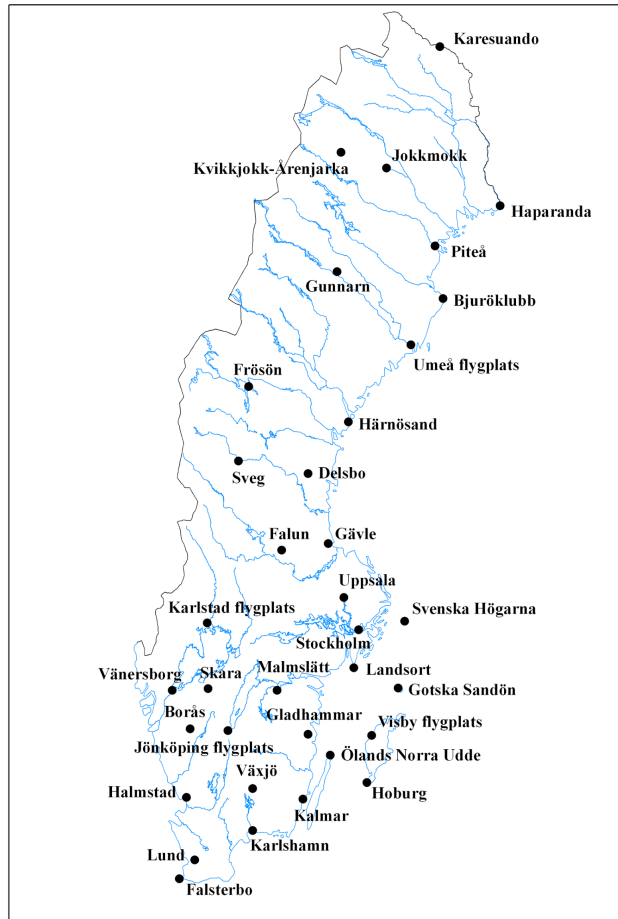 Karesuando
Kvikkjokk-Årenjarka
Jokkmokk
Haparanda
Piteå
Gunnarn
Bjuröklubb
Umeå flygplats
Frösön
Härnösand
Sveg
Delsbo
Falun
Gävle
Uppsala
Karlstad flygplats
Svenska Högarna
Stockholm
Vänersborg
Skara
Malmslätt
Landsort
Gotska Sandön
Borås
Gladhammar
Visby flygplats
Jönköping flygplats
Ölands Norra Udde
Växjö
Hoburg
Halmstad
Kalmar
Karlshamn
Lund
Falsterbo